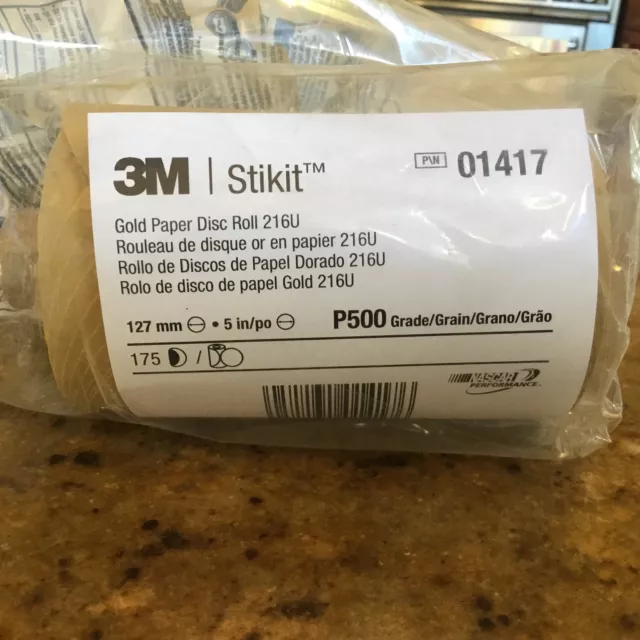 3M | Stikit™
P\N 01417
Gold Paper Disc Roll 216U
Rouleau de disque or en papier 216U
Rollo de Discos de Papel Dorado 216U
Rolo de disco de papel Gold 216U
127 mm • 5 in/po
P500 Grade/Grain/Grano/Grão
175 /
NASCAR
PERFORMANCE